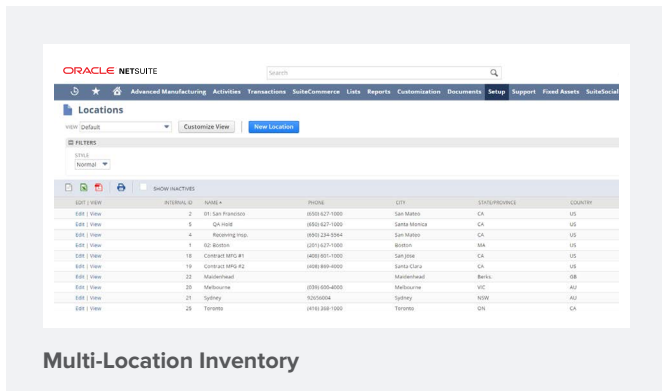 ORACLE NETSUITE
Search
Advanced Manufacturing Activities Transactions SuiteCommerce Lists Reports Customization Documents Setup Support Fixed Assets SuiteSocial
Locations
VIEW Default Customize View New Location
FILTERS
STYLE
Normal
SHOW INACTIVES
EDIT | VIEW INTERNAL ID NAME PHONE CITY STATE/PROVINCE COUNTRY
Edit | View 2 01: San Francisco (650) 627-1000 San Mateo CA US
Edit | View 5 QA Hold (650) 627-1000 Santa Monica CA US
Edit | View 4 Receiving Insp. (650) 234-5564 San Mateo CA US
Edit | View 1 02: Boston (201) 627-1000 Boston MA US
Edit | View 18 Contract MFG #1 (408) 601-1000 San Jose CA US
Edit | View 19 Contract MFG #2 (408) 869-4000 Santa Clara CA US
Edit | View 22 Maidenhead Maidenhead Berks. GB
Edit | View 20 Melbourne (039) 600-4000 Melbourne VIC AU
Edit | View 21 Sydney 92656004 Sydney NSW AU
Edit | View 25 Toronto (416) 368-1000 Toronto ON CA
Multi-Location Inventory